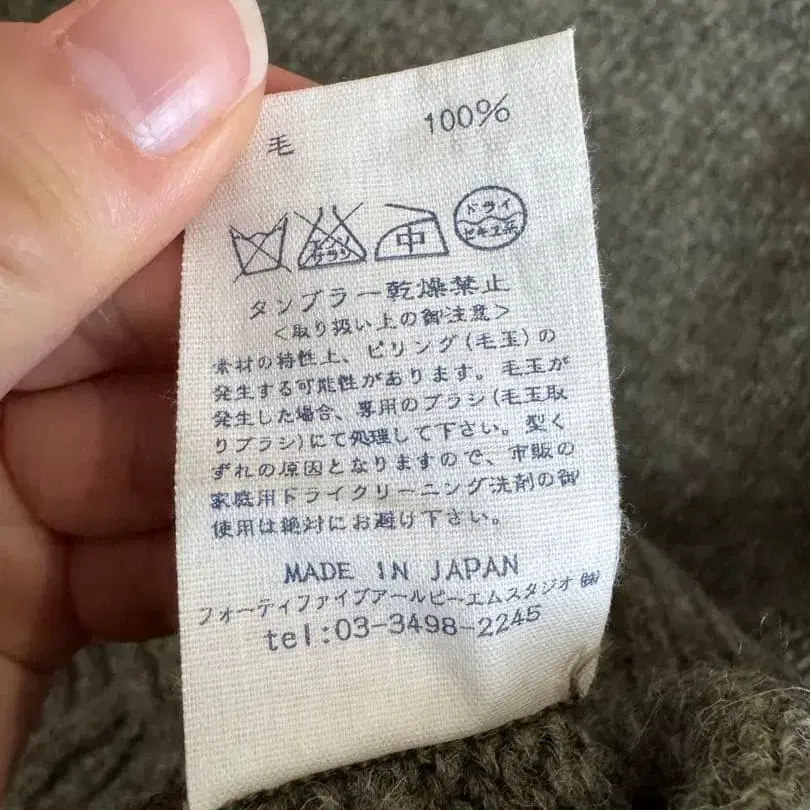 毛 100%
エンソ サラシ 中 ドライ セキユ系
タンブラー乾燥禁止
<取り扱い上の御注意>
素材の特性上、ピリング(毛玉)の
発生する可能性があります。毛玉が
発生した場合、専用のブラシ(毛玉取
りブラシ)にて処理して下さい。型く
ずれの原因となりますので、市販の
家庭用ドライクリーニング洗剤の御
使用は絶対にお避け下さい。
MADE IN JAPAN
フォーティファイブアールピーエムスタジオ㈱
tel:03-3498-2245